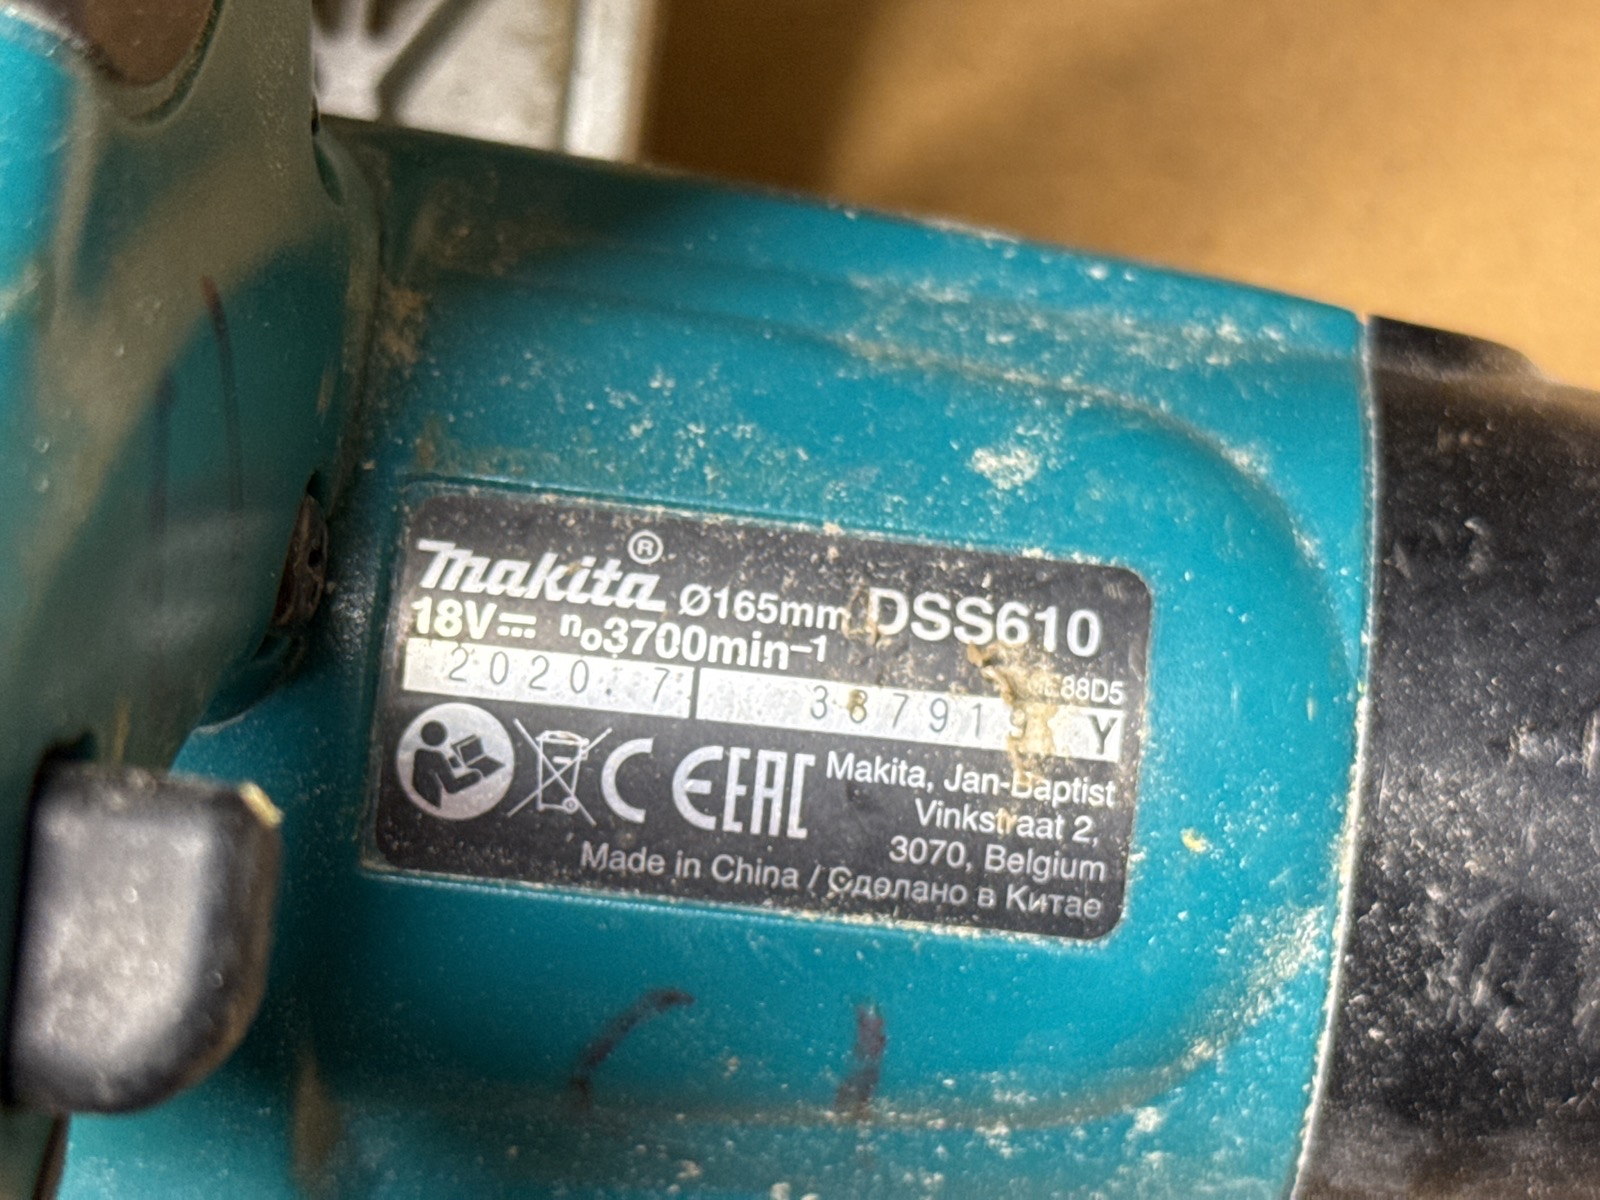 Makita® Ø165mm DSS610
18V n₀3700min⁻¹
88D5
2020 7 Y
CE EAC
Makita, Jan-Baptist
Vinkstraat 2,
3070, Belgium
Made in China / Сделано в Китае